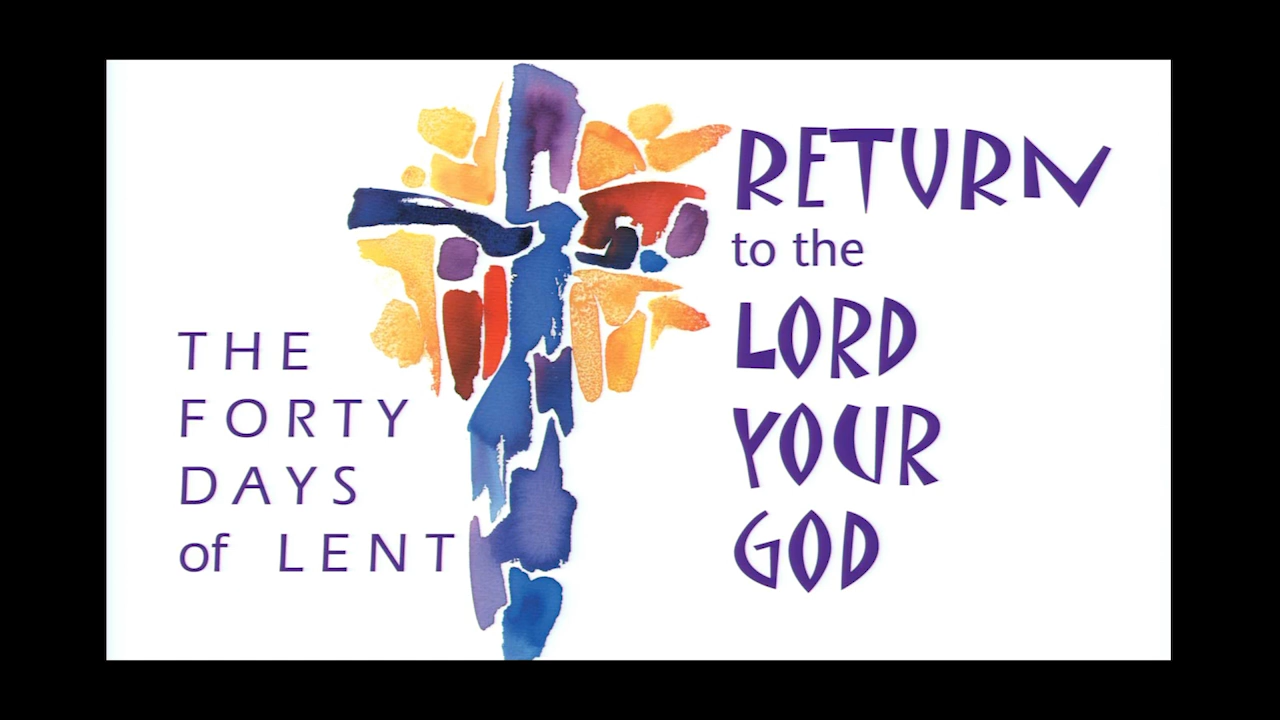 THE
FORTY
DAYS
of LENT
RETURN
to the
LORD
YOUR
GOD